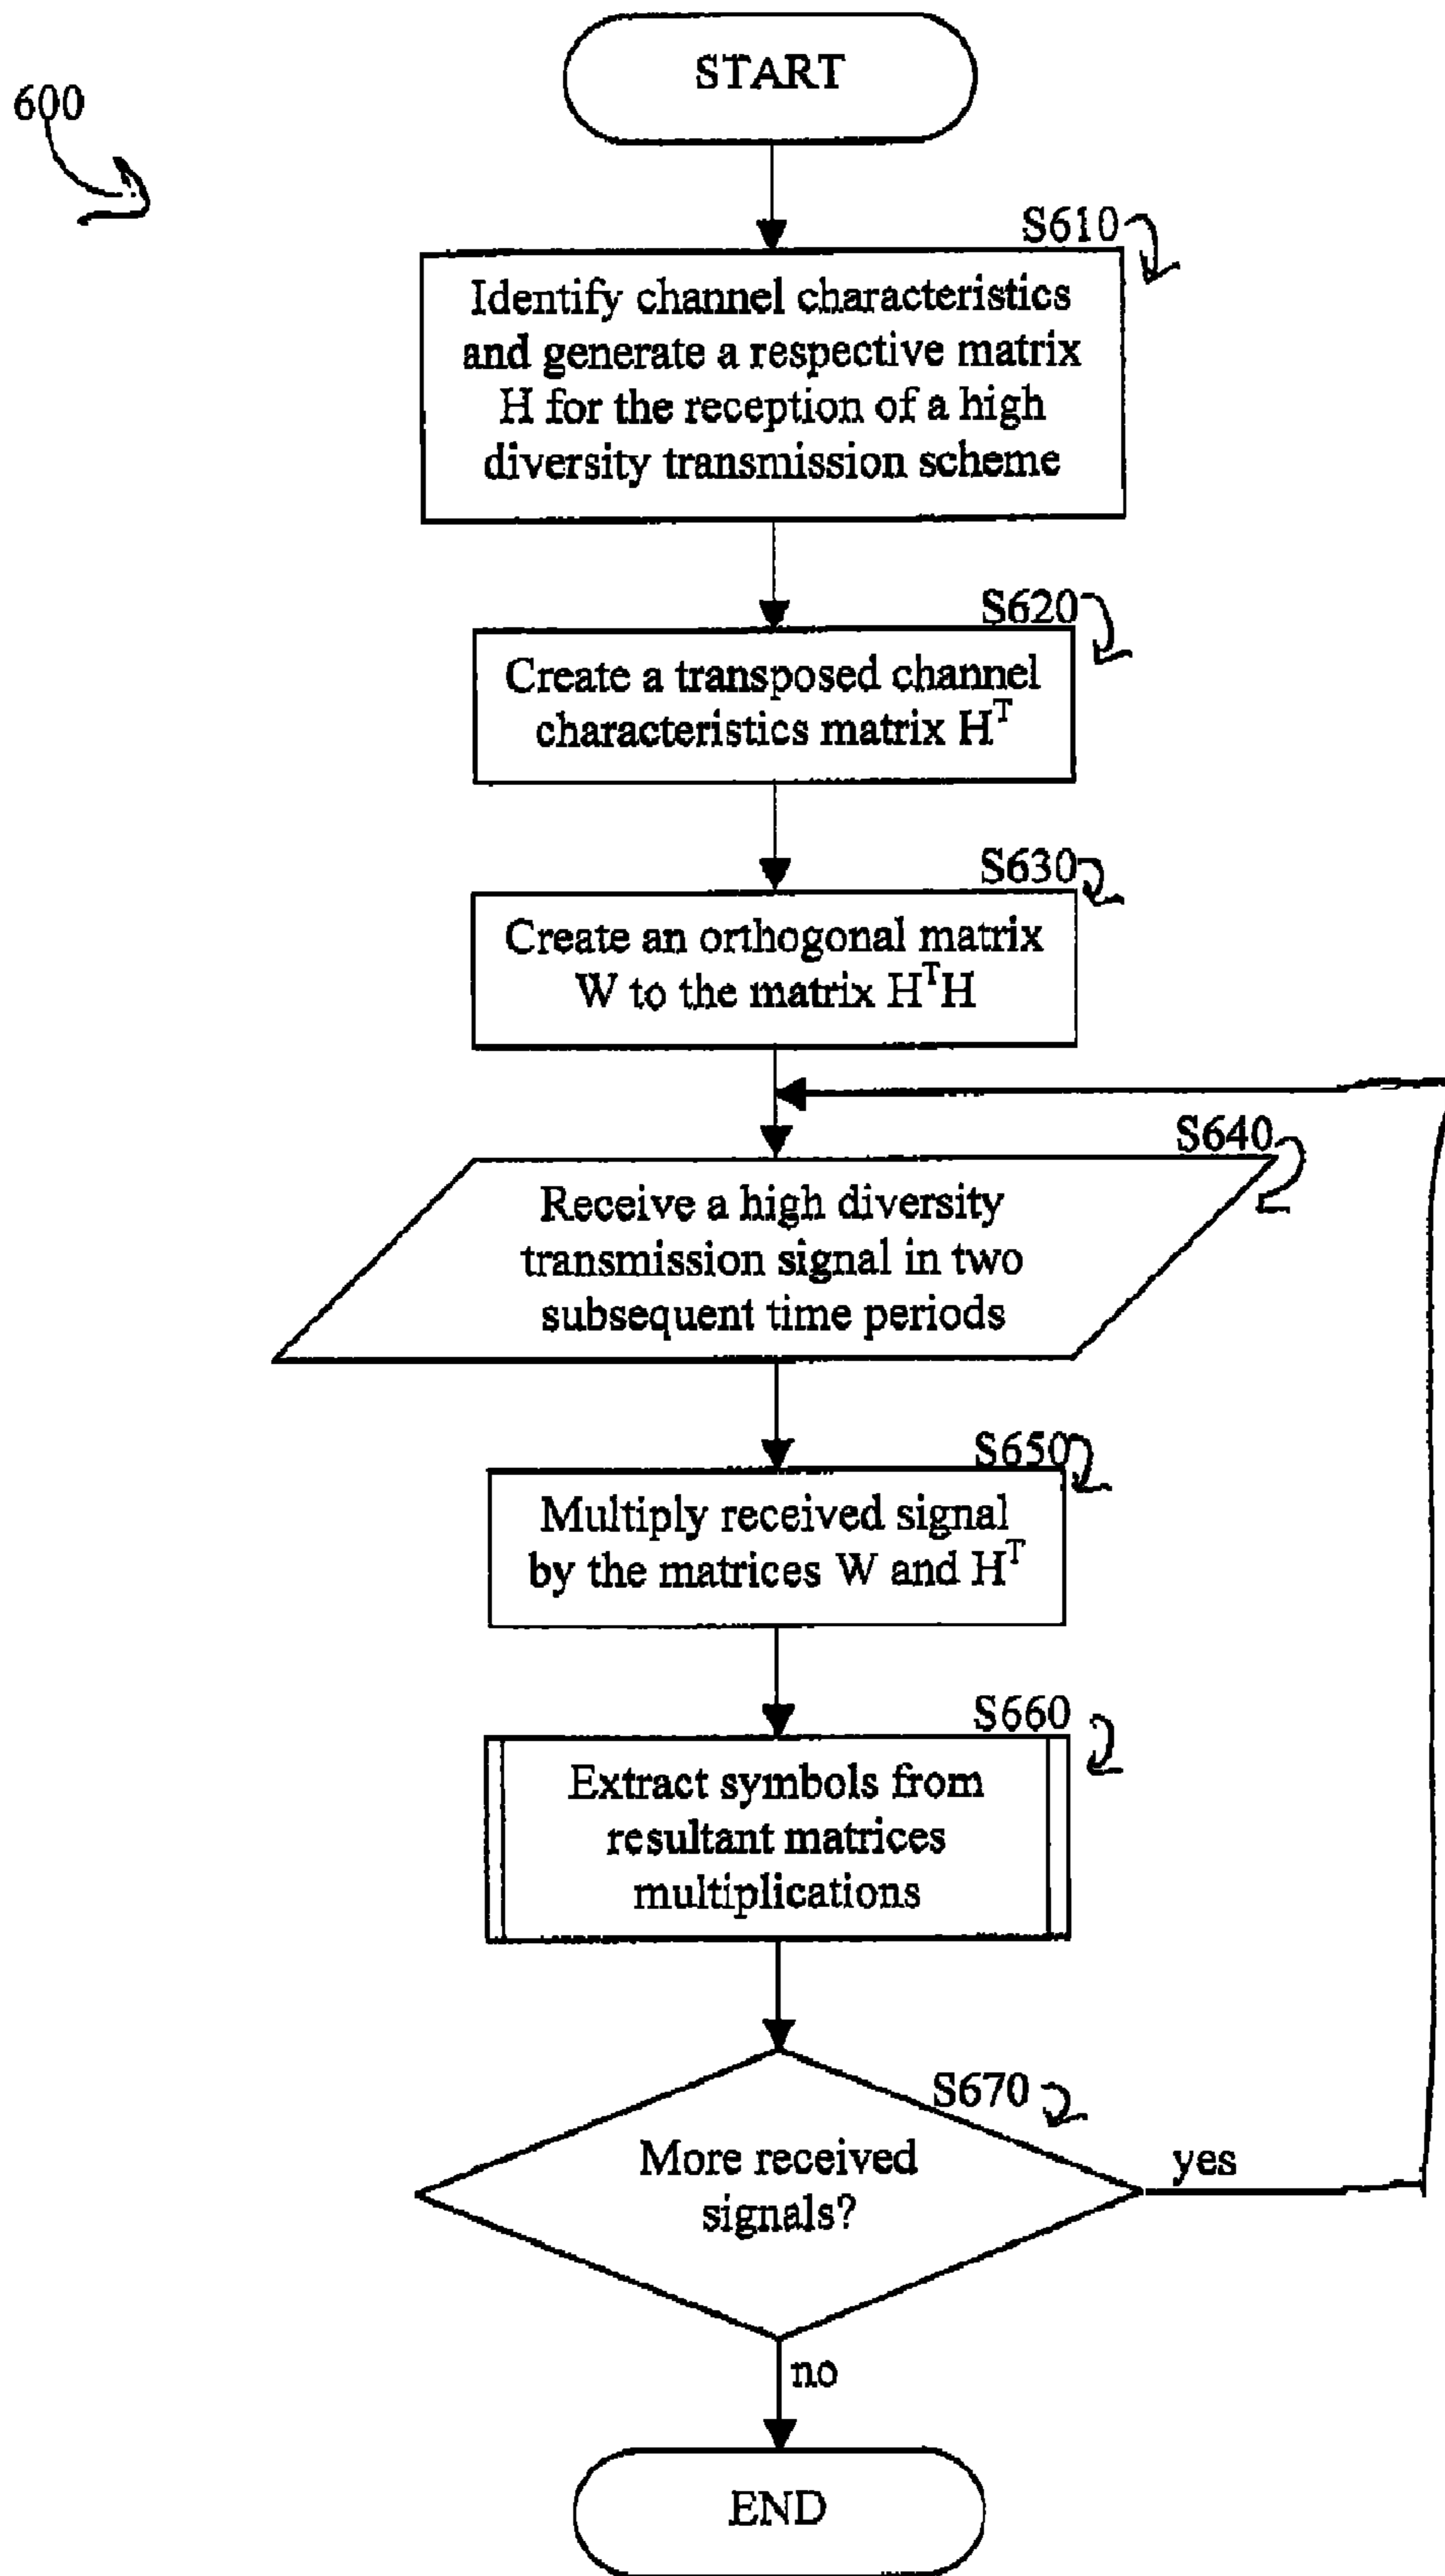 START
600
S610
Identify channel characteristics
and generate a respective matrix
H for the reception of a high
diversity transmission scheme
S620
Create a transposed channel
characteristics matrix Hᵀ
S630
Create an orthogonal matrix
W to the matrix HᵀH
S640
Receive a high diversity
transmission signal in two
subsequent time periods
S650
Multiply received signal
by the matrices W and Hᵀ
S660
Extract symbols from
resultant matrices
multiplications
S670
More received
signals?
yes
no
END